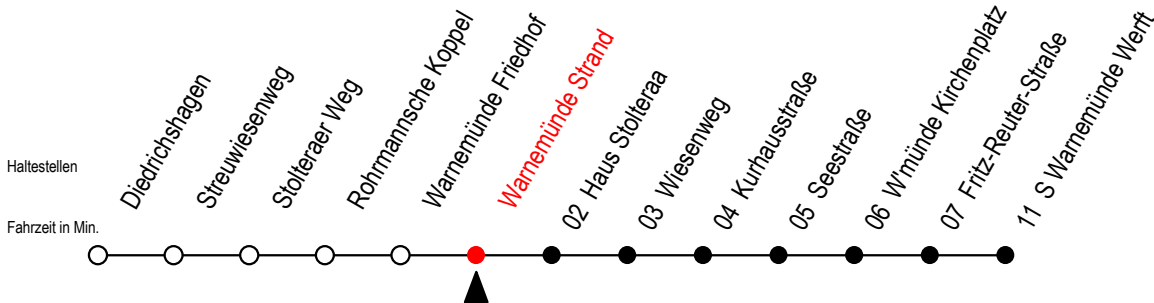 Haltestellen
Fahrzeit in Min.
Diedrichshagen
Streuwiesenweg
Stolteraer Weg
Rohrmannsche Koppel
Warnemünde Friedhof
Warnemünde Strand
02 Haus Stolteraa
03 Wiesenweg
04 Kurhausstraße
05 Seestraße
06 W'münde Kirchenplatz
07 Fritz-Reuter-Straße
11 S Warnemünde Werft